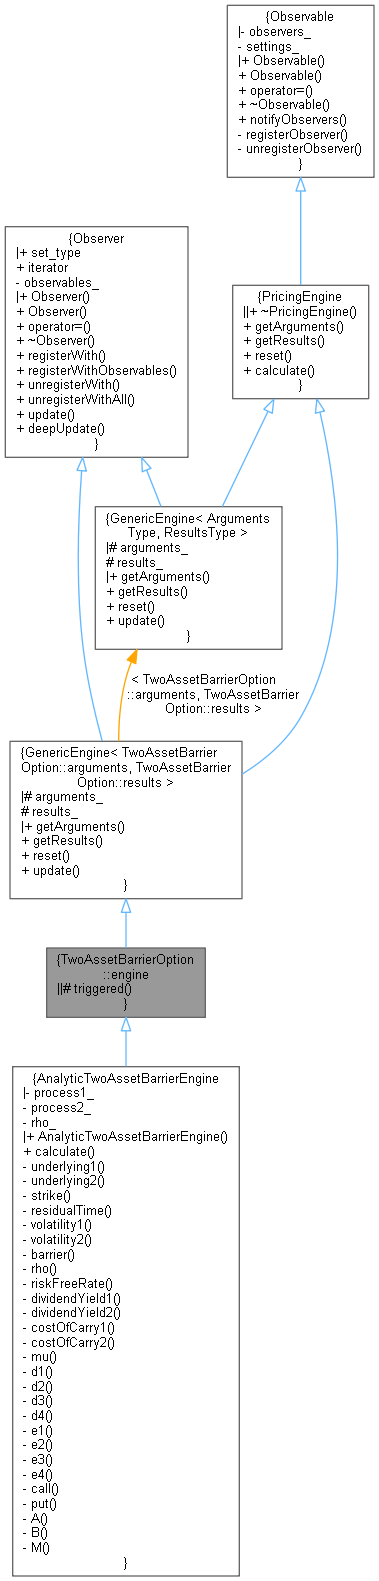 {Observable
|- observers_
- settings_
|+ Observable()
+ Observable()
+ operator=()
+ ~Observable()
+ notifyObservers()
- registerObserver()
- unregisterObserver()
}
{Observer
|+ set_type
+ iterator
- observables_
|+ Observer()
+ Observer()
+ operator=()
+ ~Observer()
+ registerWith()
+ registerWithObservables()
+ unregisterWith()
+ unregisterWithAll()
+ update()
+ deepUpdate()
}
{PricingEngine
||+ ~PricingEngine()
+ getArguments()
+ getResults()
+ reset()
+ calculate()
}
{GenericEngine< Arguments
Type, ResultsType >
|# arguments_
# results_
|+ getArguments()
+ getResults()
+ reset()
+ update()
}
< TwoAssetBarrierOption
::arguments, TwoAssetBarrier
Option::results >
{GenericEngine< TwoAssetBarrier
Option::arguments, TwoAssetBarrier
Option::results >
|# arguments_
# results_
|+ getArguments()
+ getResults()
+ reset()
+ update()
}
{TwoAssetBarrierOption
::engine
||# triggered()
}
{AnalyticTwoAssetBarrierEngine
|- process1_
- process2_
- rho_
|+ AnalyticTwoAssetBarrierEngine()
+ calculate()
- underlying1()
- underlying2()
- strike()
- residualTime()
- volatility1()
- volatility2()
- barrier()
- rho()
- riskFreeRate()
- dividendYield1()
- dividendYield2()
- costOfCarry1()
- costOfCarry2()
- mu()
- d1()
- d2()
- d3()
- d4()
- e1()
- e2()
- e3()
- e4()
- call()
- put()
- A()
- B()
- M()
}